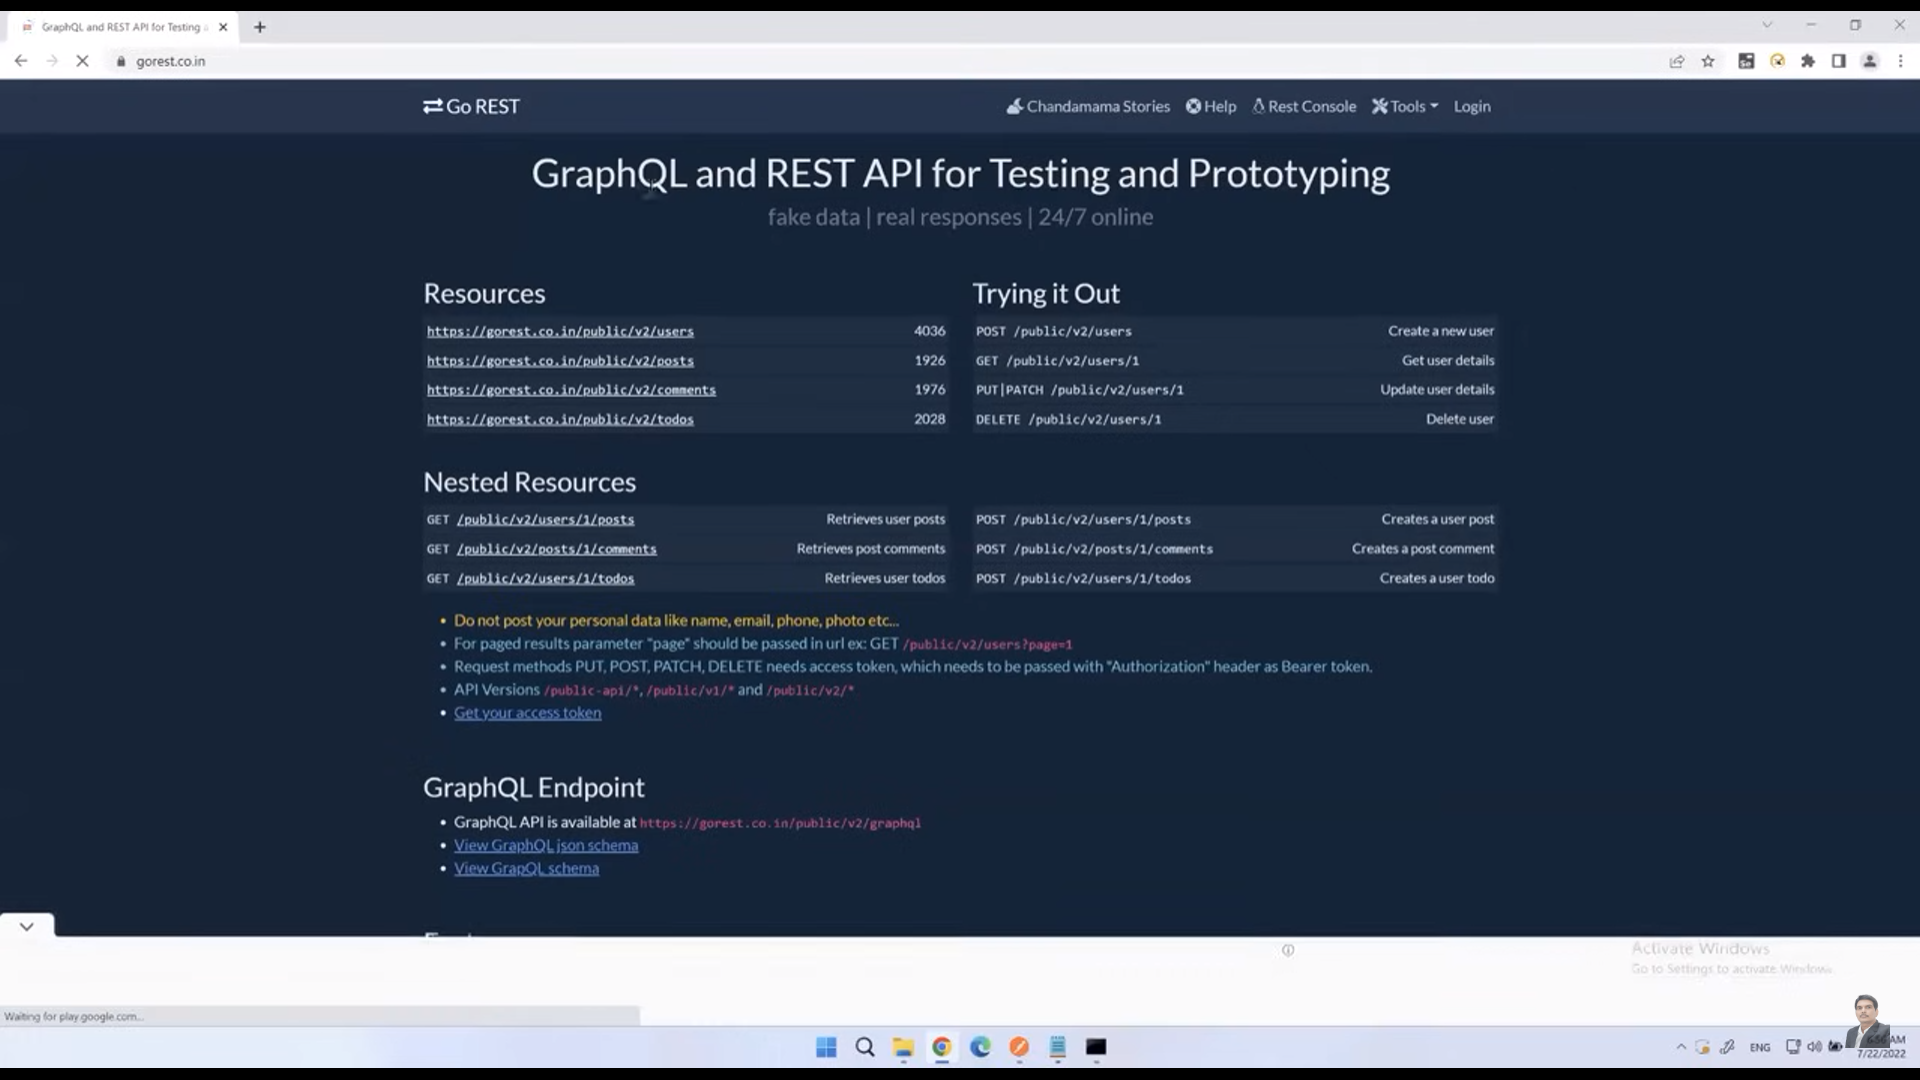 GraphQL and REST API for Testing
gorest.co.in
Go REST
Chandamama Stories Help Rest Console Tools Login
GraphQL and REST API for Testing and Prototyping
fake data | real responses | 24/7 online
Resources
https://gorest.co.in/public/v2/users 4036
https://gorest.co.in/public/v2/posts 1926
https://gorest.co.in/public/v2/comments 1976
https://gorest.co.in/public/v2/todos 2028
Trying it Out
POST /public/v2/users Create a new user
GET /public/v2/users/1 Get user details
PUT|PATCH /public/v2/users/1 Update user details
DELETE /public/v2/users/1 Delete user
Nested Resources
GET /public/v2/users/1/posts Retrieves user posts
GET /public/v2/posts/1/comments Retrieves post comments
GET /public/v2/users/1/todos Retrieves user todos
POST /public/v2/users/1/posts Creates a user post
POST /public/v2/posts/1/comments Creates a post comment
POST /public/v2/users/1/todos Creates a user todo
• Do not post your personal data like name, email, phone, photo etc...
• For paged results parameter "page" should be passed in url ex: GET /public/v2/users?page=1
• Request methods PUT, POST, PATCH, DELETE needs access token, which needs to be passed with "Authorization" header as Bearer token.
• API Versions /public-api/*, /public/v1/* and /public/v2/*
• Get your access token
GraphQL Endpoint
• GraphQL API is available at https://gorest.co.in/public/v2/graphql
• View GraphQL json schema
• View GrapQL schema
Activate Windows
Go to Settings to activate Windows.
Waiting for play.google.com...
ENG
AM
7/22/2022